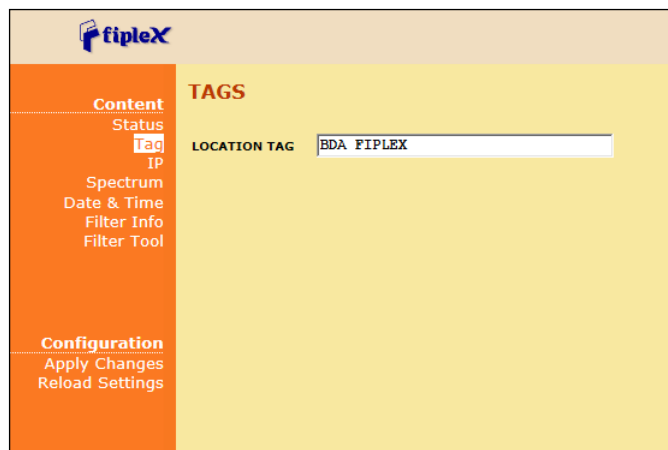 fipleX
Content
Status
Tag
IP
Spectrum
Date & Time
Filter Info
Filter Tool
Configuration
Apply Changes
Reload Settings
TAGS
LOCATION TAG BDA FIPLEX